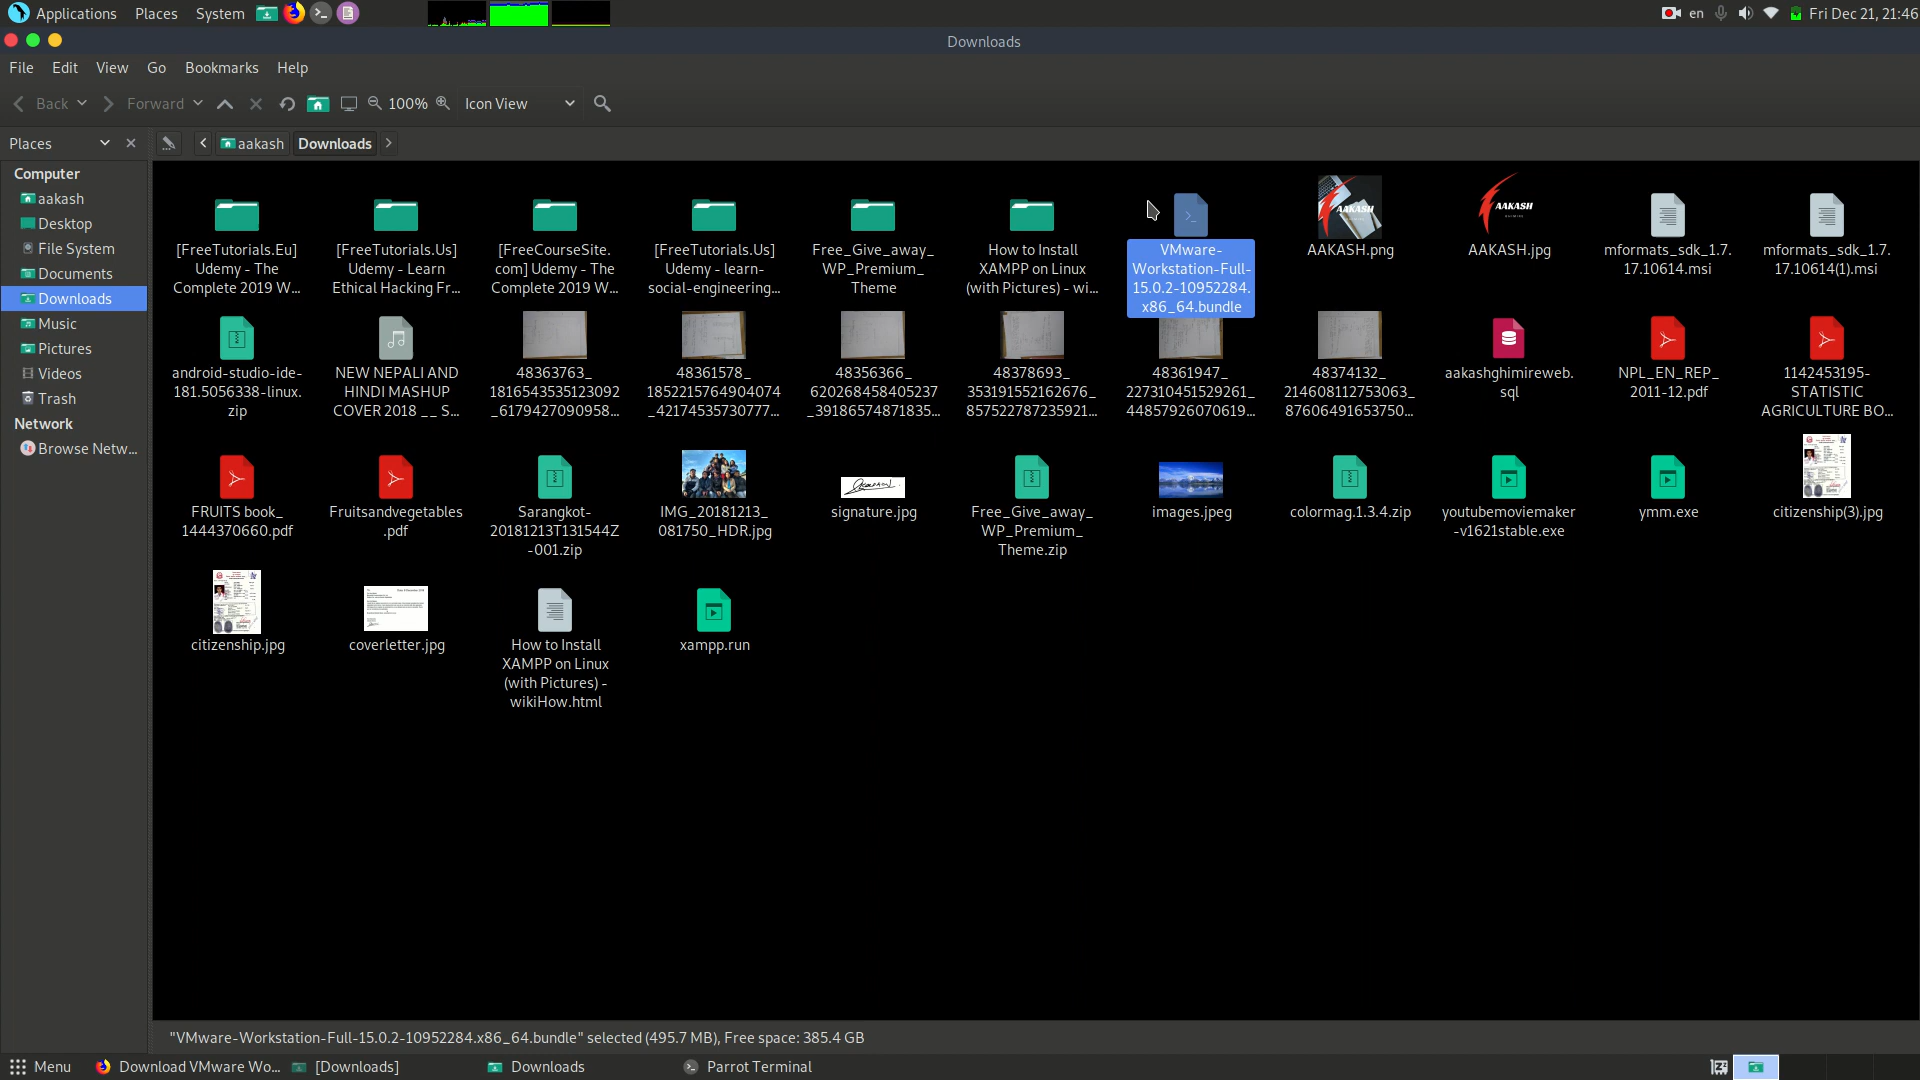 Applications Places System en Fri Dec 21, 21:46
Downloads
File Edit View Go Bookmarks Help
Back Forward 100% Icon View
Places aakash Downloads
Computer
aakash
Desktop
File System
Documents
Downloads
Music
Pictures
Videos
Trash
Network
Browse Netw...
[FreeTutorials.Eu]
Udemy - The
Complete 2019 W...
[FreeTutorials.Us]
Udemy - Learn
Ethical Hacking Fr...
[FreeCourseSite.
com] Udemy - The
Complete 2019 W...
[FreeTutorials.Us]
Udemy - learn-
social-engineering...
Free_Give_away_
WP_Premium_
Theme
How to Install
XAMPP on Linux
(with Pictures) - wi...
VMware-
Workstation-Full-
15.0.2-10952284.
x86_64.bundle
AAKASH
AAKASH.png
AAKASH
AAKASH.jpg
mformats_sdk_1.7.
17.10614.msi
mformats_sdk_1.7.
17.10614(1).msi
android-studio-ide-
181.5056338-linux.
zip
NEW NEPALI AND
HINDI MASHUP
COVER 2018 __ S...
48363763_
1816543535123092
_6179427090958...
48361578_
1852215764904074
_42174535730777...
48356366_
620268458405237
_39186574871835...
48378693_
353191552162676_
857522787235921...
48361947_
227310451529261_
44857926070619...
48374132_
214608112753063_
87606491653750...
aakashghimireweb.
sql
NPL_EN_REP_
2011-12.pdf
1142453195-
STATISTIC
AGRICULTURE BO...
FRUITS book_
1444370660.pdf
Fruitsandvegetables
.pdf
Sarangkot-
20181213T131544Z
-001.zip
IMG_20181213_
081750_HDR.jpg
signature.jpg
Free_Give_away_
WP_Premium_
Theme.zip
images.jpeg
colormag.1.3.4.zip
youtubemoviemaker
-v1621stable.exe
ymm.exe
citizenship(3).jpg
citizenship.jpg
coverletter.jpg
How to Install
XAMPP on Linux
(with Pictures) -
wikiHow.html
xampp.run
"VMware-Workstation-Full-15.0.2-10952284.x86_64.bundle" selected (495.7 MB), Free space: 385.4 GB
Menu Download VMware Wo... [Downloads] Downloads Parrot Terminal